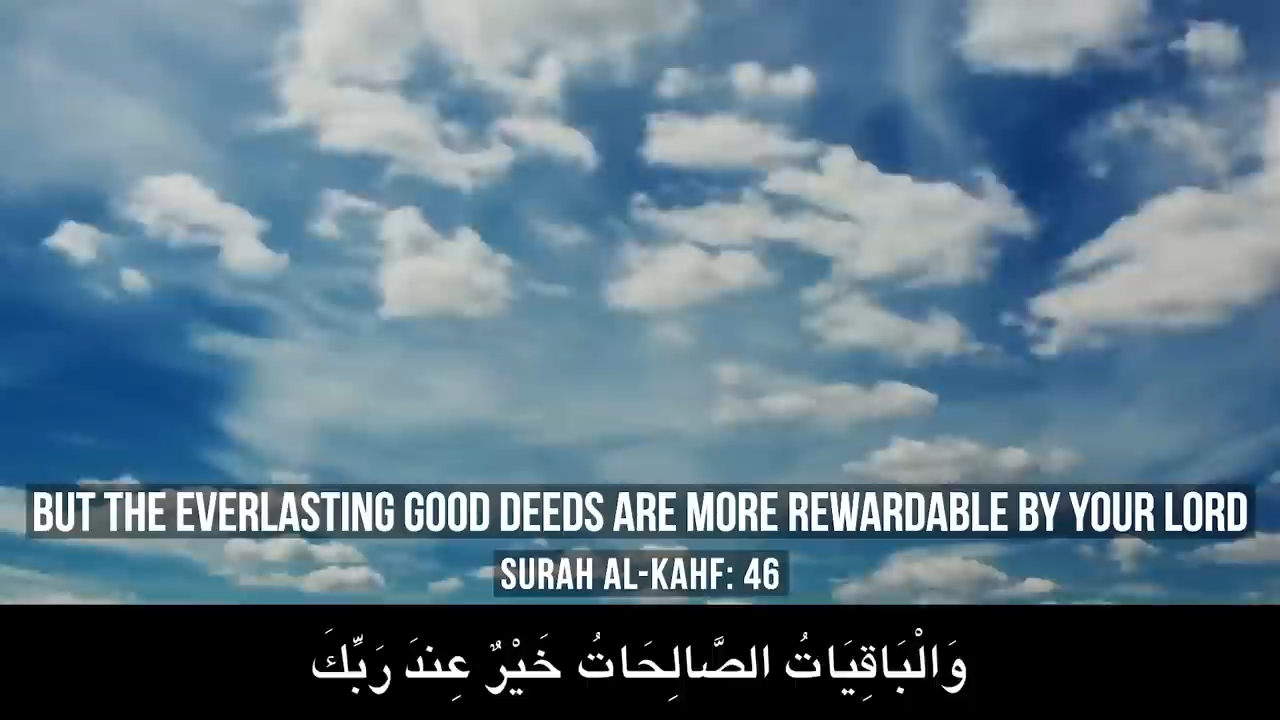 BUT THE EVERLASTING GOOD DEEDS ARE MORE REWARDABLE BY YOUR LORD
SURAH AL-KAHF: 46
وَالْبَاقِيَاتُ الصَّالِحَاتُ خَيْرٌ عِندَ رَبِّكَ